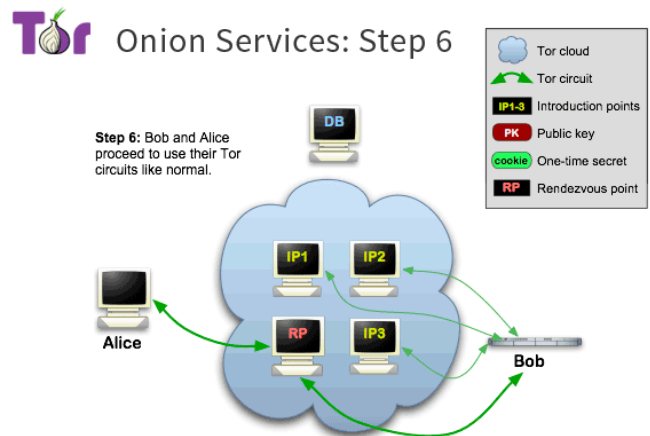 Tor Onion Services: Step 6
Step 6: Bob and Alice
proceed to use their Tor
circuits like normal.
DB
Tor cloud
Tor circuit
IP1-3 Introduction points
PK Public key
cookie One-time secret
RP Rendezvous point
IP1 IP2
Alice
RP IP3
Bob